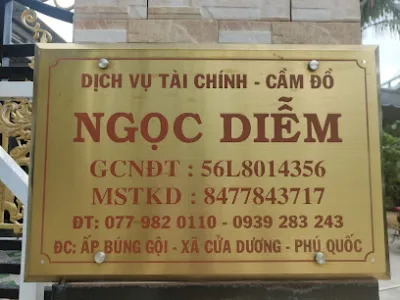 DỊCH VỤ TÀI CHÍNH - CẦM ĐỒ
NGỌC DIỄM
GCNĐT : 56L8014356
MSTKD : 8477843717
ĐT: 077-982 0110 - 0939 283 243
ĐC: ẤP BÚNG GỘI - XÃ CỬA DƯƠNG - PHÚ QUỐC